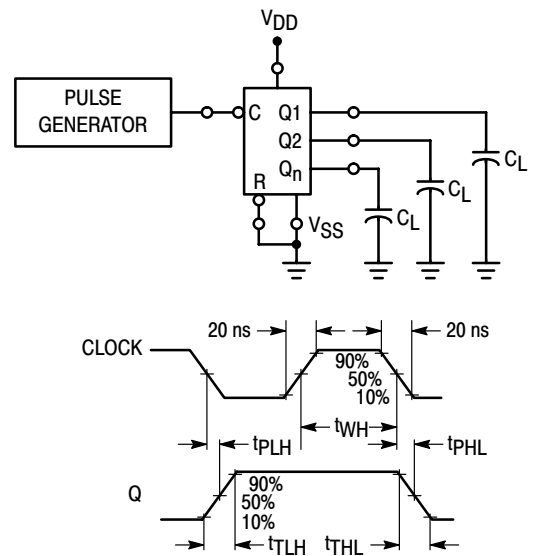 VDD
PULSE
GENERATOR
C
Q1
Q2
Qn
R
VSS
CL
CL
CL
20 ns
20 ns
CLOCK
90%
50%
10%
tWH
tPLH
tPHL
Q
90%
50%
10%
tTLH
tTHL